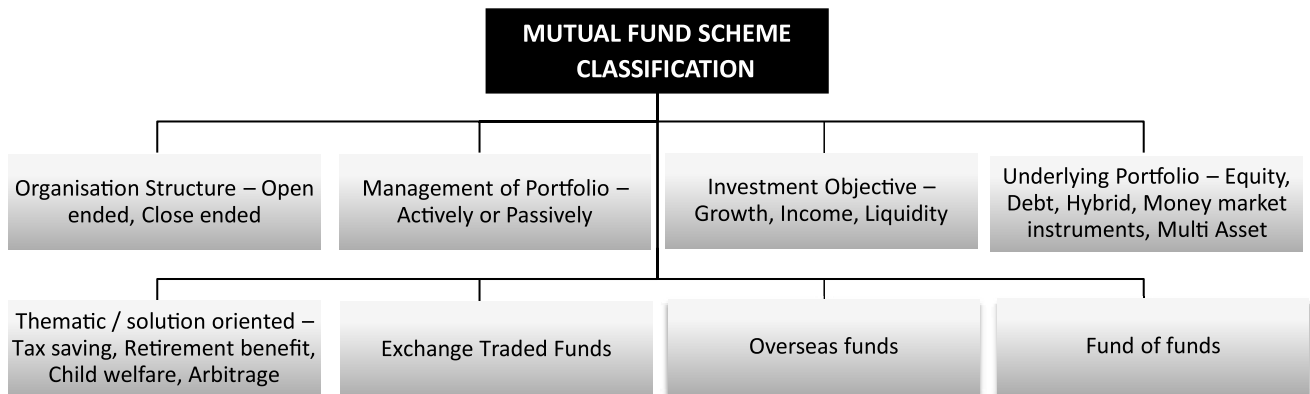 MUTUAL FUND SCHEME
CLASSIFICATION
Organisation Structure – Open
ended, Close ended
Management of Portfolio –
Actively or Passively
Investment Objective –
Growth, Income, Liquidity
Underlying Portfolio – Equity,
Debt, Hybrid, Money market
instruments, Multi Asset
Thematic / solution oriented –
Tax saving, Retirement benefit,
Child welfare, Arbitrage
Exchange Traded Funds
Overseas funds
Fund of funds